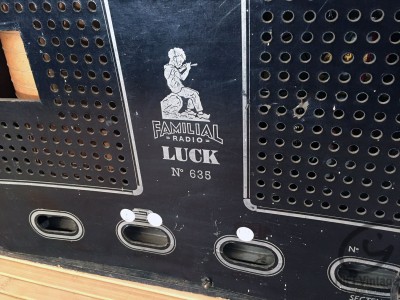 FAMILIAL
-RADIO-
LUCK
N° 635
N°